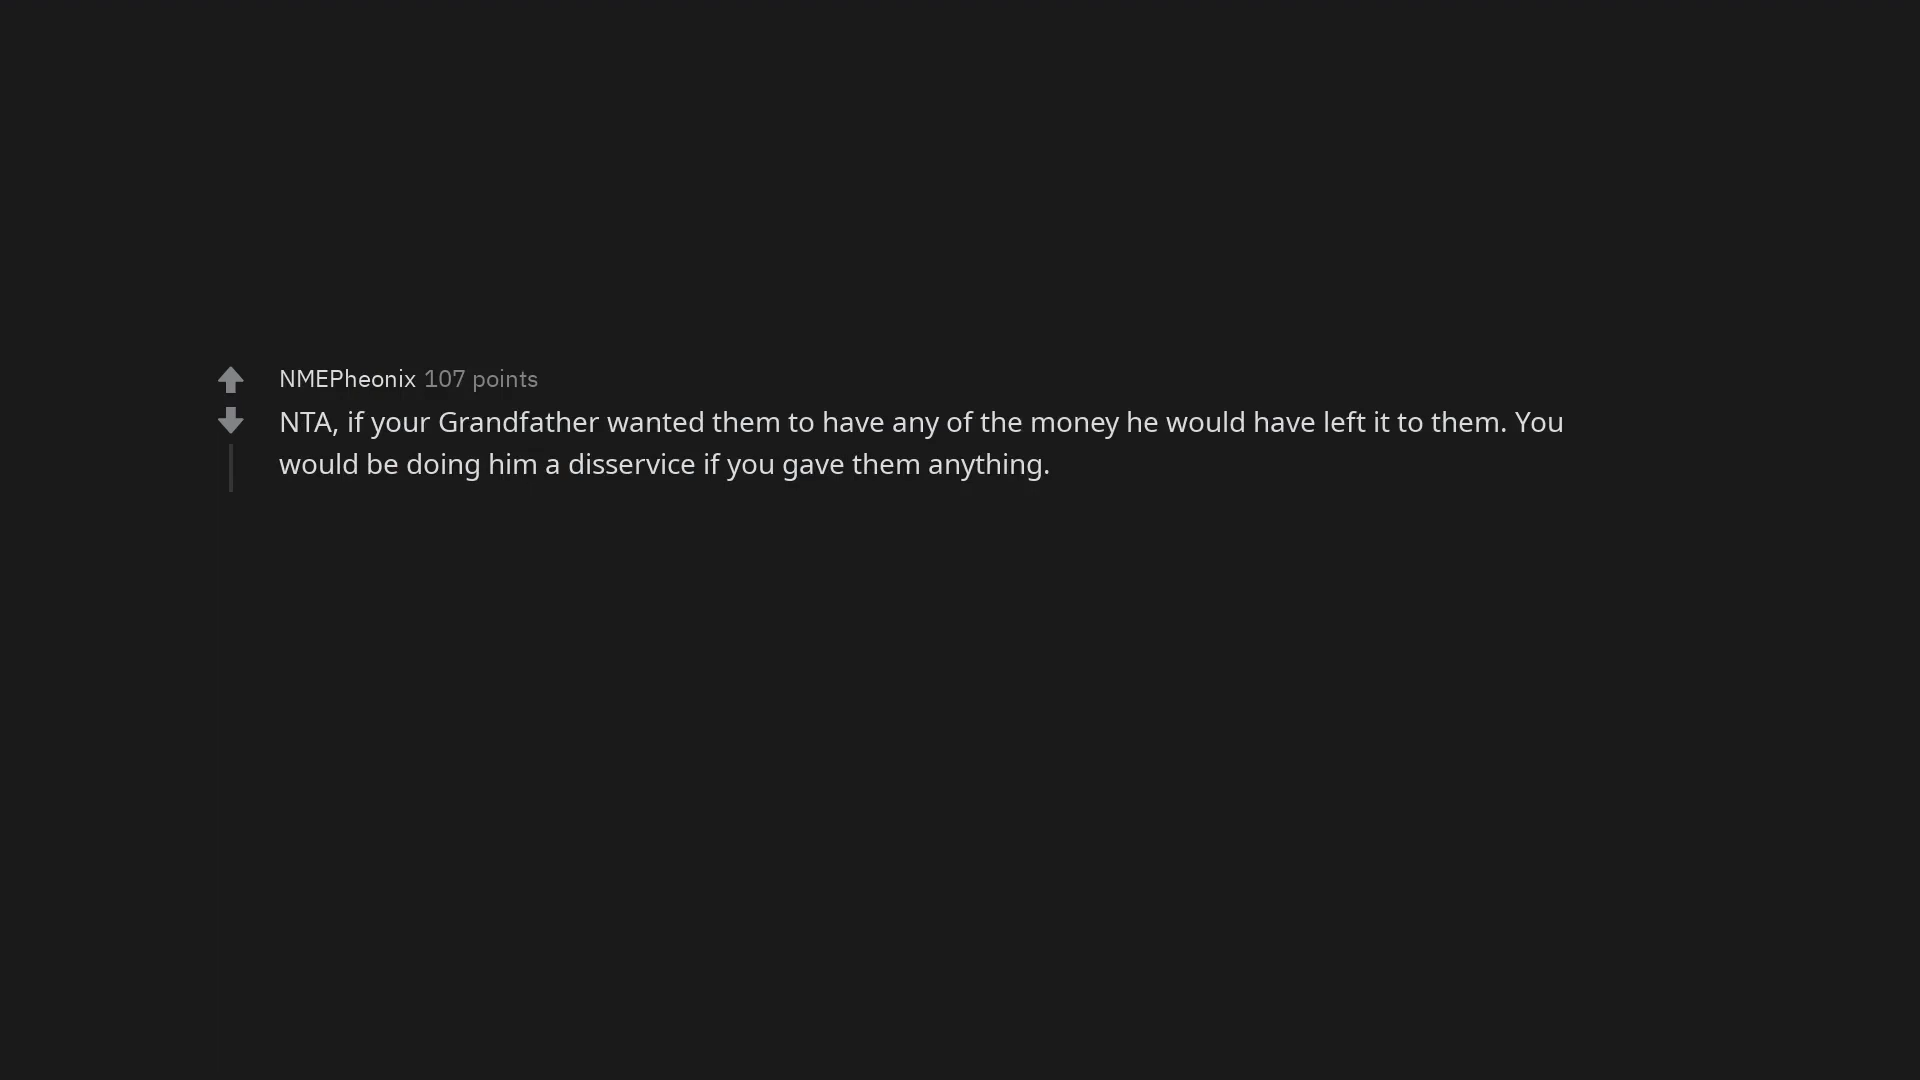 NMEPheonix 107 points
NTA, if your Grandfather wanted them to have any of the money he would have left it to them. You
would be doing him a disservice if you gave them anything.